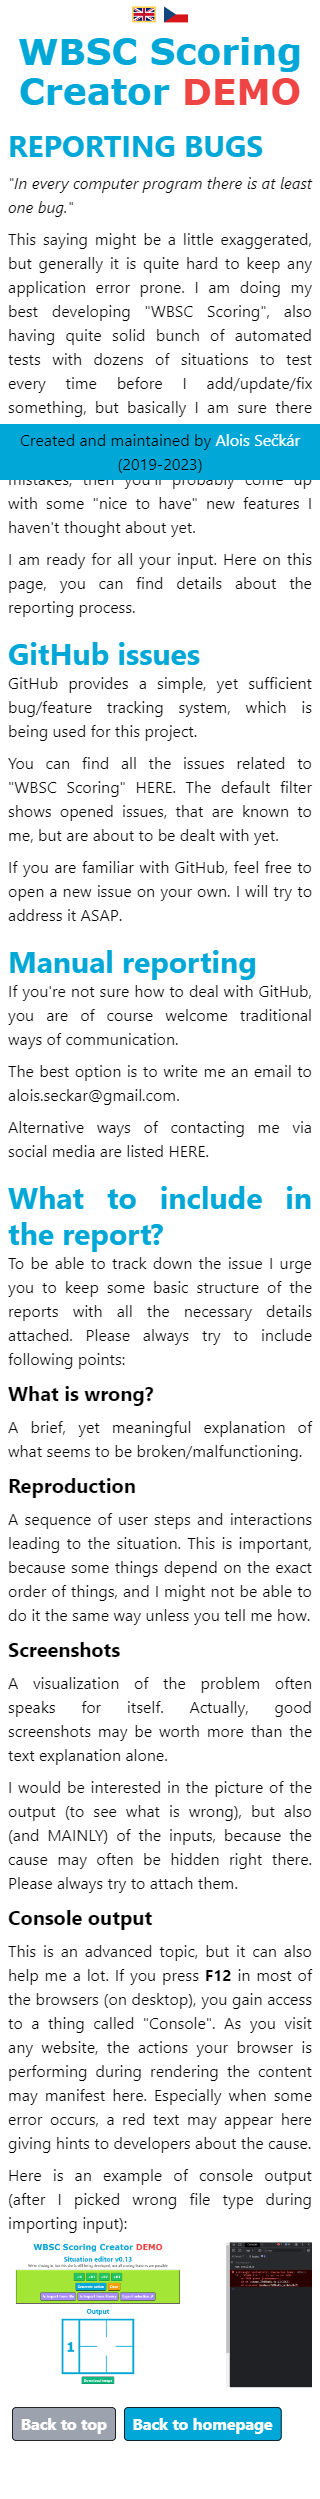 WBSC Scoring
Creator DEMO
REPORTING BUGS
"In every computer program there is at least
one bug."
This saying might be a little exaggerated,
but generally it is quite hard to keep any
application error prone. I am doing my
best developing "WBSC Scoring", also
having quite solid bunch of automated
tests with dozens of situations to test
every time before I add/update/fix
something, but basically I am sure there
Created and maintained by Alois Sečkár
(2019-2023)
mistakes, then you'll probably come up
with some "nice to have" new features I
haven't thought about yet.
I am ready for all your input. Here on this
page, you can find details about the
reporting process.
GitHub issues
GitHub provides a simple, yet sufficient
bug/feature tracking system, which is
being used for this project.
You can find all the issues related to
"WBSC Scoring" HERE. The default filter
shows opened issues, that are known to
me, but are about to be dealt with yet.
If you are familiar with GitHub, feel free to
open a new issue on your own. I will try to
address it ASAP.
Manual reporting
If you're not sure how to deal with GitHub,
you are of course welcome traditional
ways of communication.
The best option is to write me an email to
alois.seckar@gmail.com.
Alternative ways of contacting me via
social media are listed HERE.
What to include in
the report?
To be able to track down the issue I urge
you to keep some basic structure of the
reports with all the necessary details
attached. Please always try to include
following points:
What is wrong?
A brief, yet meaningful explanation of
what seems to be broken/malfunctioning.
Reproduction
A sequence of user steps and interactions
leading to the situation. This is important,
because some things depend on the exact
order of things, and I might not be able to
do it the same way unless you tell me how.
Screenshots
A visualization of the problem often
speaks for itself. Actually, good
screenshots may be worth more than the
text explanation alone.
I would be interested in the picture of the
output (to see what is wrong), but also
(and MAINLY) of the inputs, because the
cause may often be hidden right there.
Please always try to attach them.
Console output
This is an advanced topic, but it can also
help me a lot. If you press F12 in most of
the browsers (on desktop), you gain access
to a thing called "Console". As you visit
any website, the actions your browser is
performing during rendering the content
may manifest here. Especially when some
error occurs, a red text may appear here
giving hints to developers about the cause.
Here is an example of console output
(after I picked wrong file type during
importing input):
WBSC Scoring Creator DEMO
Situation editor v0.13
Output
1
Back to top
Back to homepage